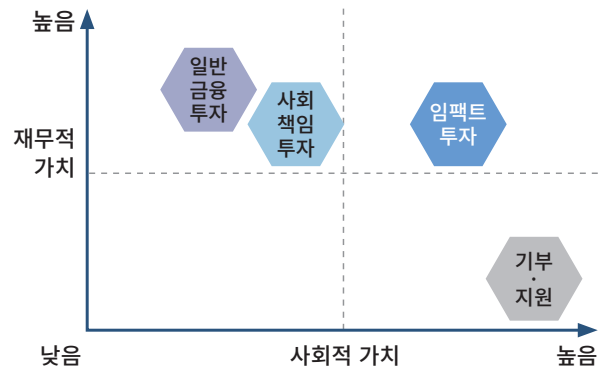 높음
일반
금융
투자
사회
책임
투자
임팩트
투자
재무적
가치
기부
·
지원
낮음
사회적 가치
높음